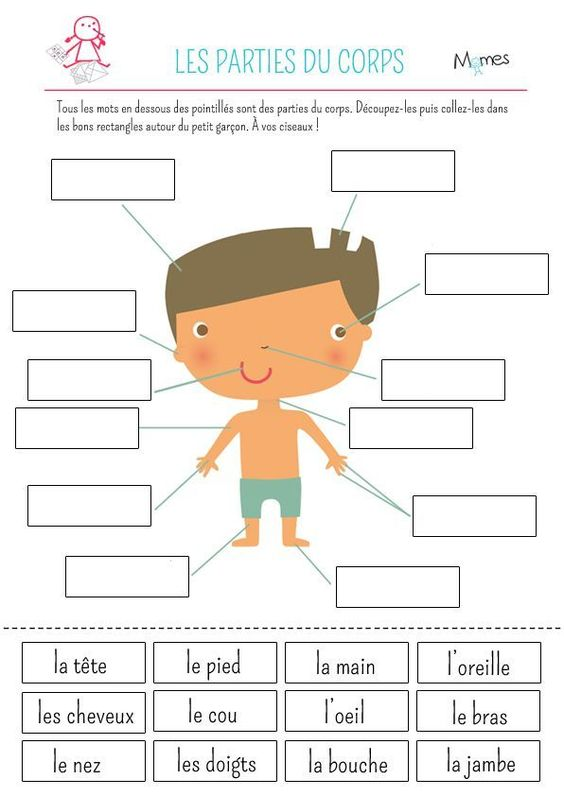 LES PARTIES DU CORPS
Momes
Tous les mots en dessous des pointillés sont des parties du corps. Découpez-les puis collez-les dans
les bons rectangles autour du petit garçon. À vos ciseaux !
la tête
le pied
la main
l'oreille
les cheveux
le cou
l'oeil
le bras
le nez
les doigts
la bouche
la jambe